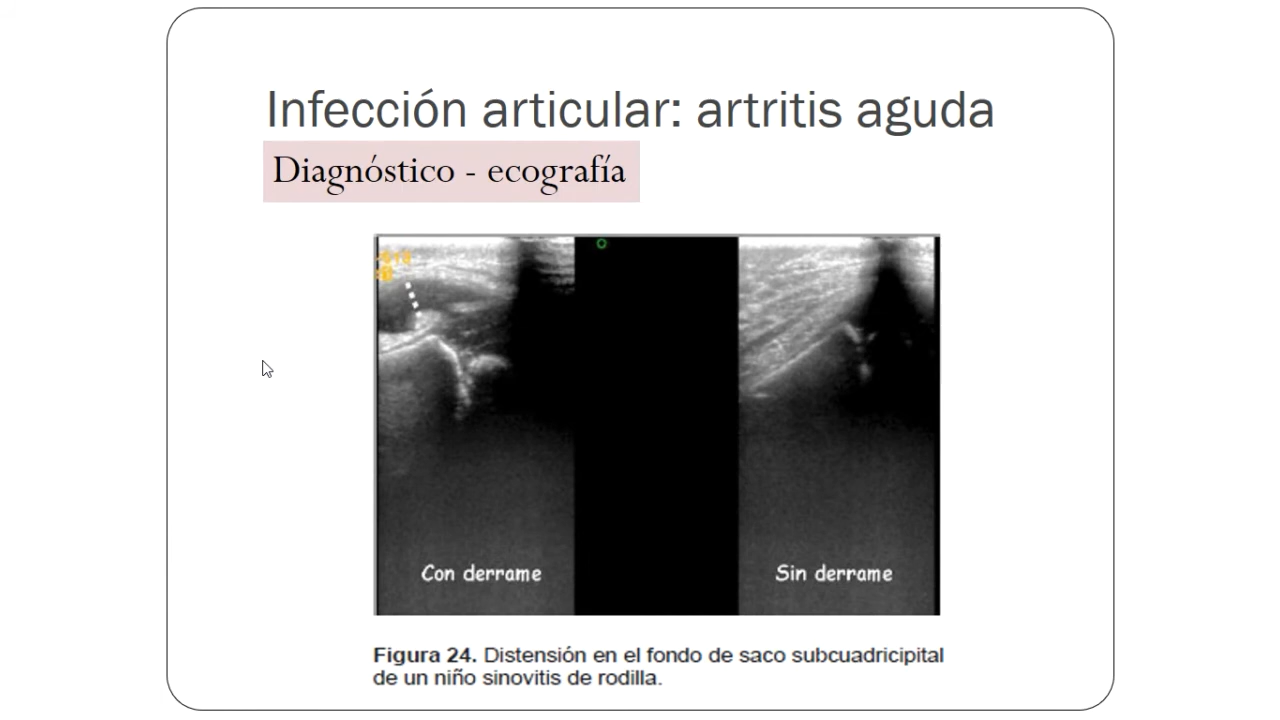 Infección articular: artritis aguda
Diagnóstico - ecografía
Con derrame
Sin derrame
Figura 24. Distensión en el fondo de saco subcuadricipital
de un niño sinovitis de rodilla.